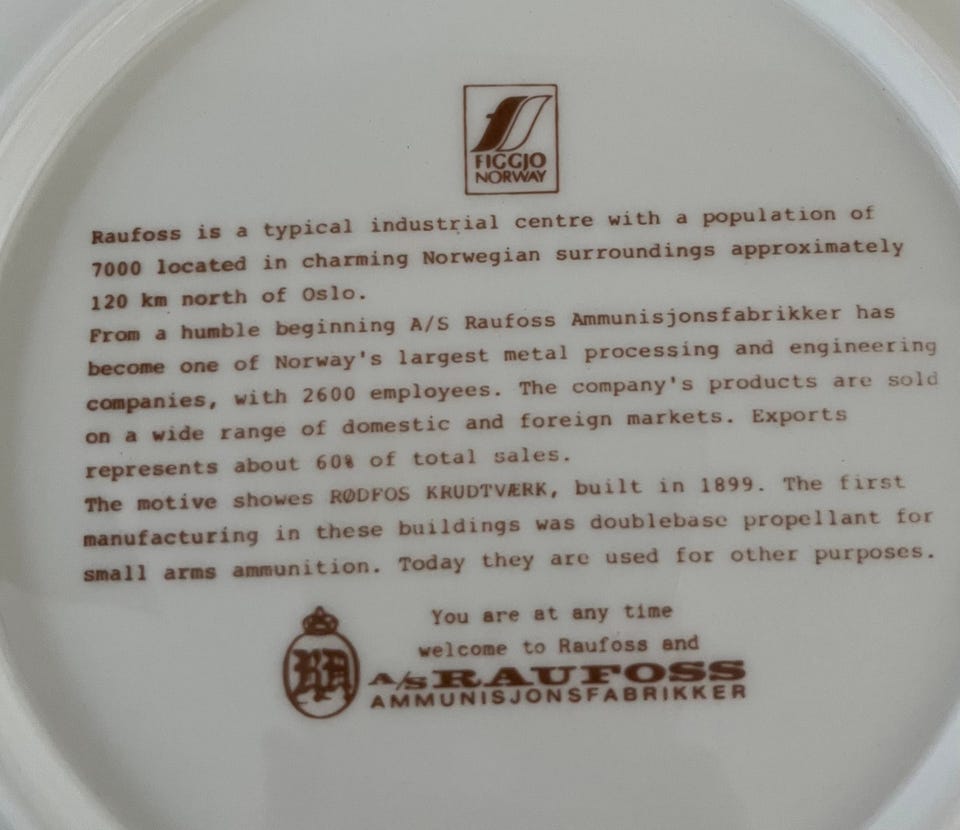 FIGGJO
NORWAY
Raufoss is a typical industrial centre with a population of
7000 located in charming Norwegian surroundings approximately
120 km north of Oslo.
From a humble beginning A/S Raufoss Ammunisjonsfabrikker has
become one of Norway's largest metal processing and engineering
companies, with 2600 employees. The company's products are sold
on a wide range of domestic and foreign markets. Exports
represents about 60% of total sales.
The motive showes RØDFOS KRUDTVÆRK, built in 1899. The first
manufacturing in these buildings was doublebase propellant for
small arms ammunition. Today they are used for other purposes.
You are at any time
welcome to Raufoss and
RA
A/S RAUFOSS
AMMUNISJONSFABRIKKER